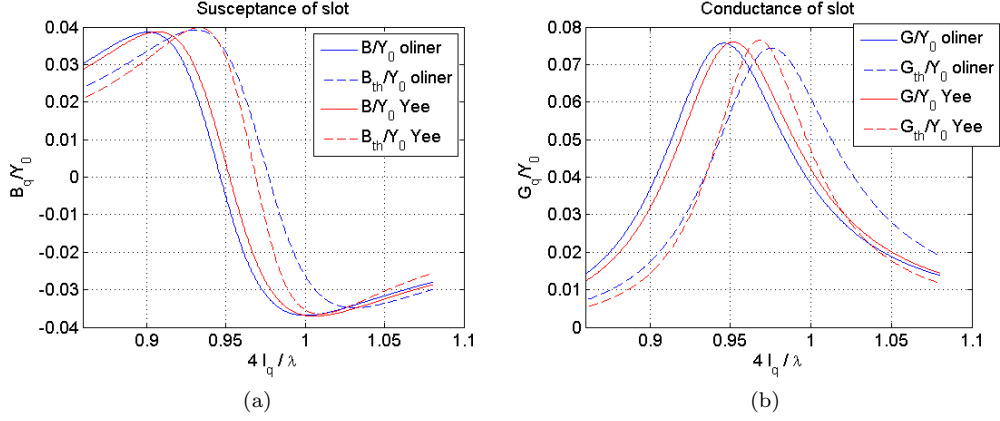 Susceptance of slot
0.04
0.03
0.02
0.01
0
-0.01
-0.02
-0.03
-0.04
B_q/Y_0
0.9
0.95
1
1.05
1.1
4 l_q / λ
B/Y_0 oliner
B_th/Y_0 oliner
B/Y_0 Yee
B_th/Y_0 Yee
(a)
Conductance of slot
0.08
0.07
0.06
0.05
0.04
0.03
0.02
0.01
0
G_q/Y_0
0.9
0.95
1
1.05
1.1
4 l_q / λ
G/Y_0 oliner
G_th/Y_0 oliner
G/Y_0 Yee
G_th/Y_0 Yee
(b)